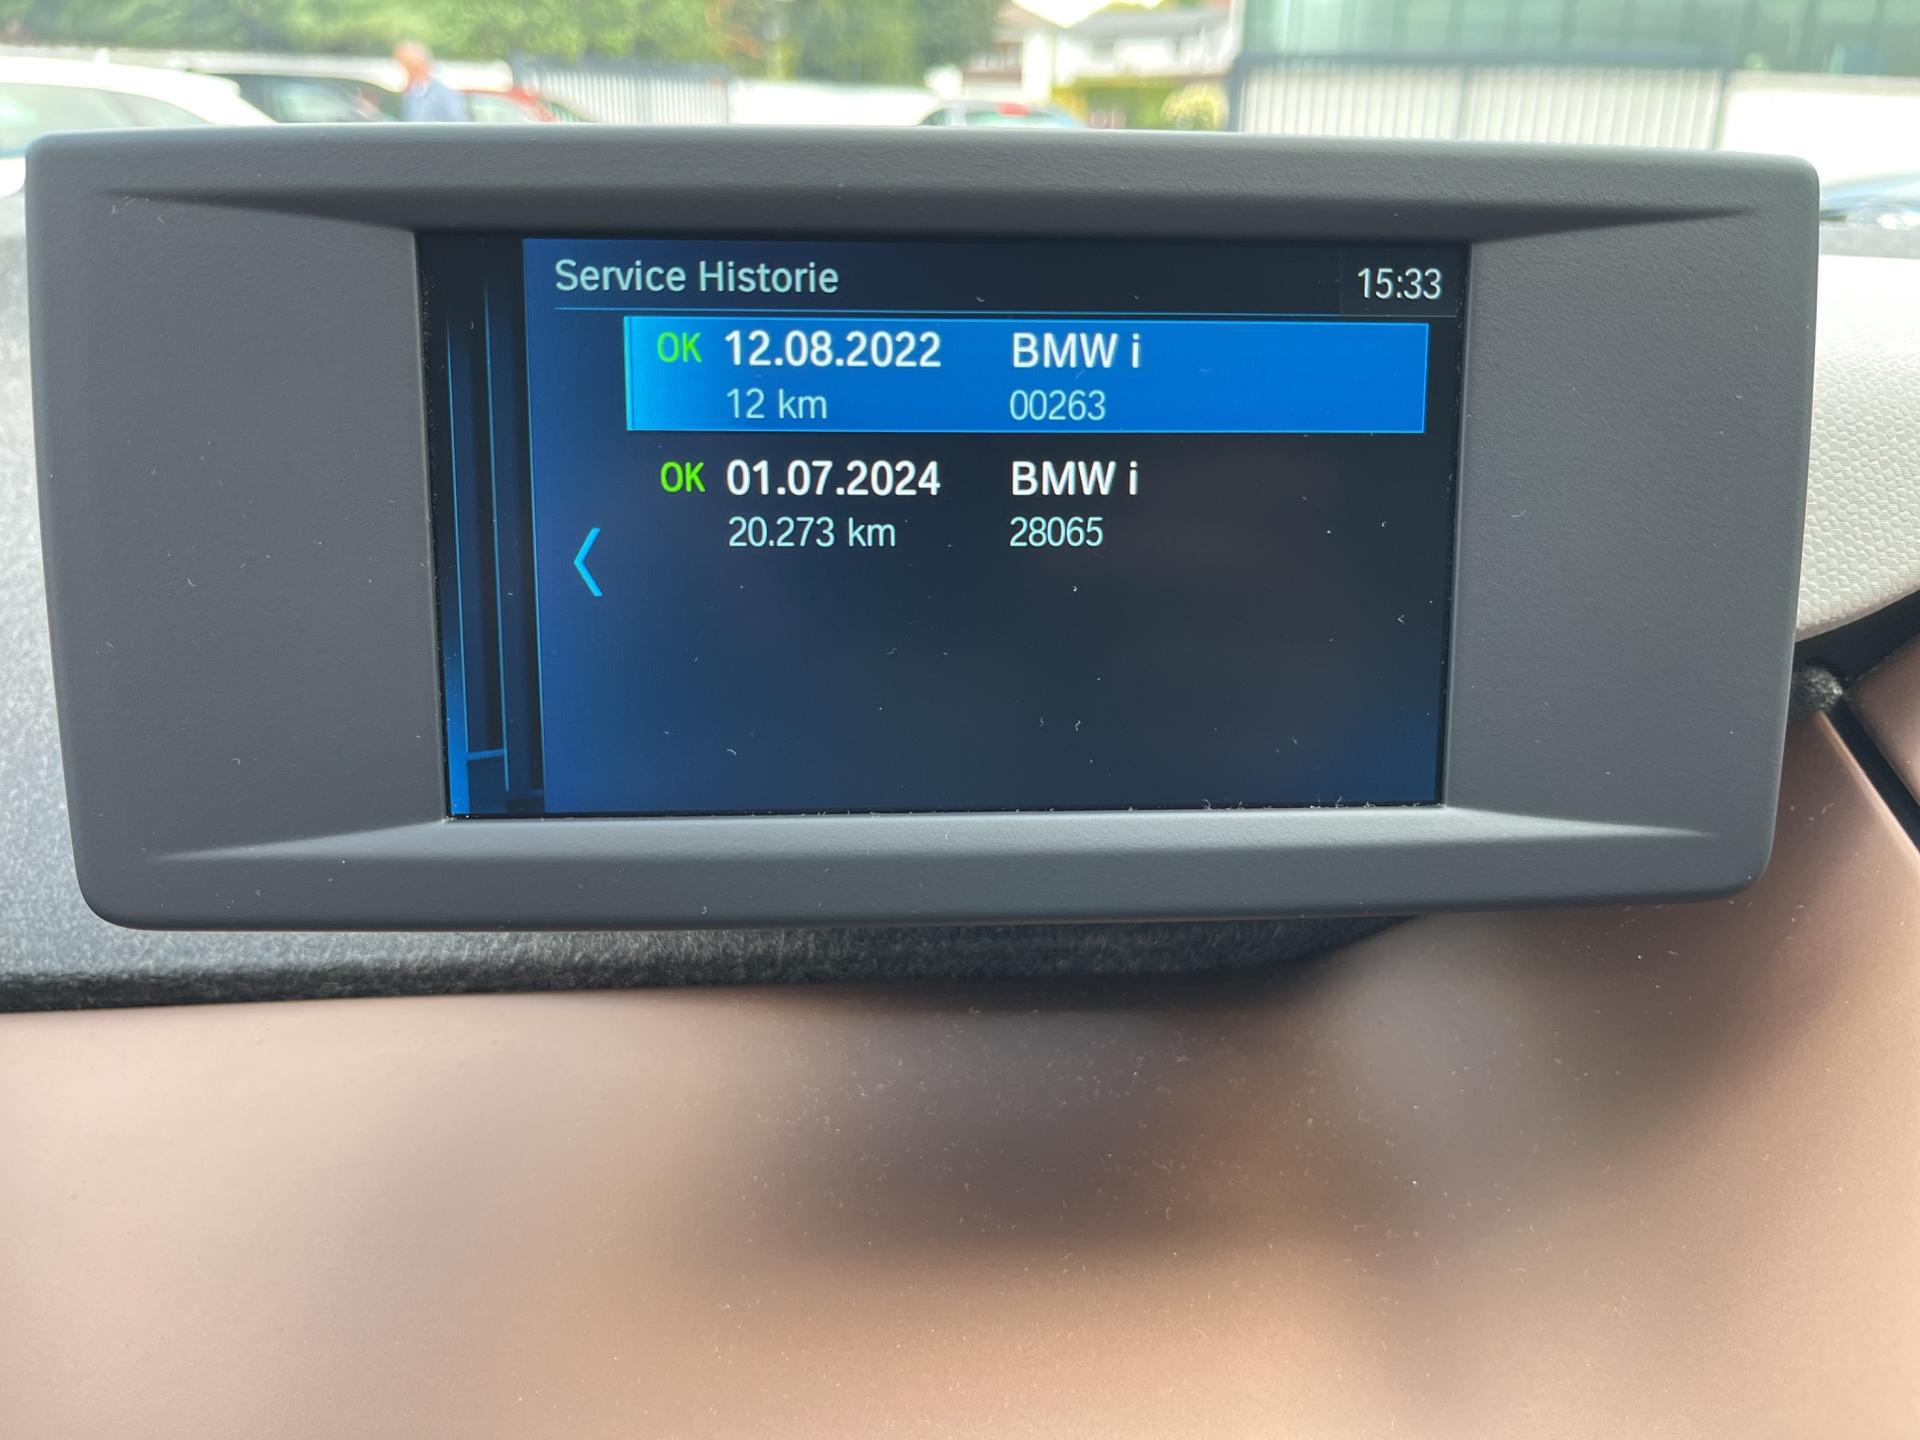 Service Historie 15:33
OK 12.08.2022 BMW i
12 km 00263
OK 01.07.2024 BMW i
20.273 km 28065